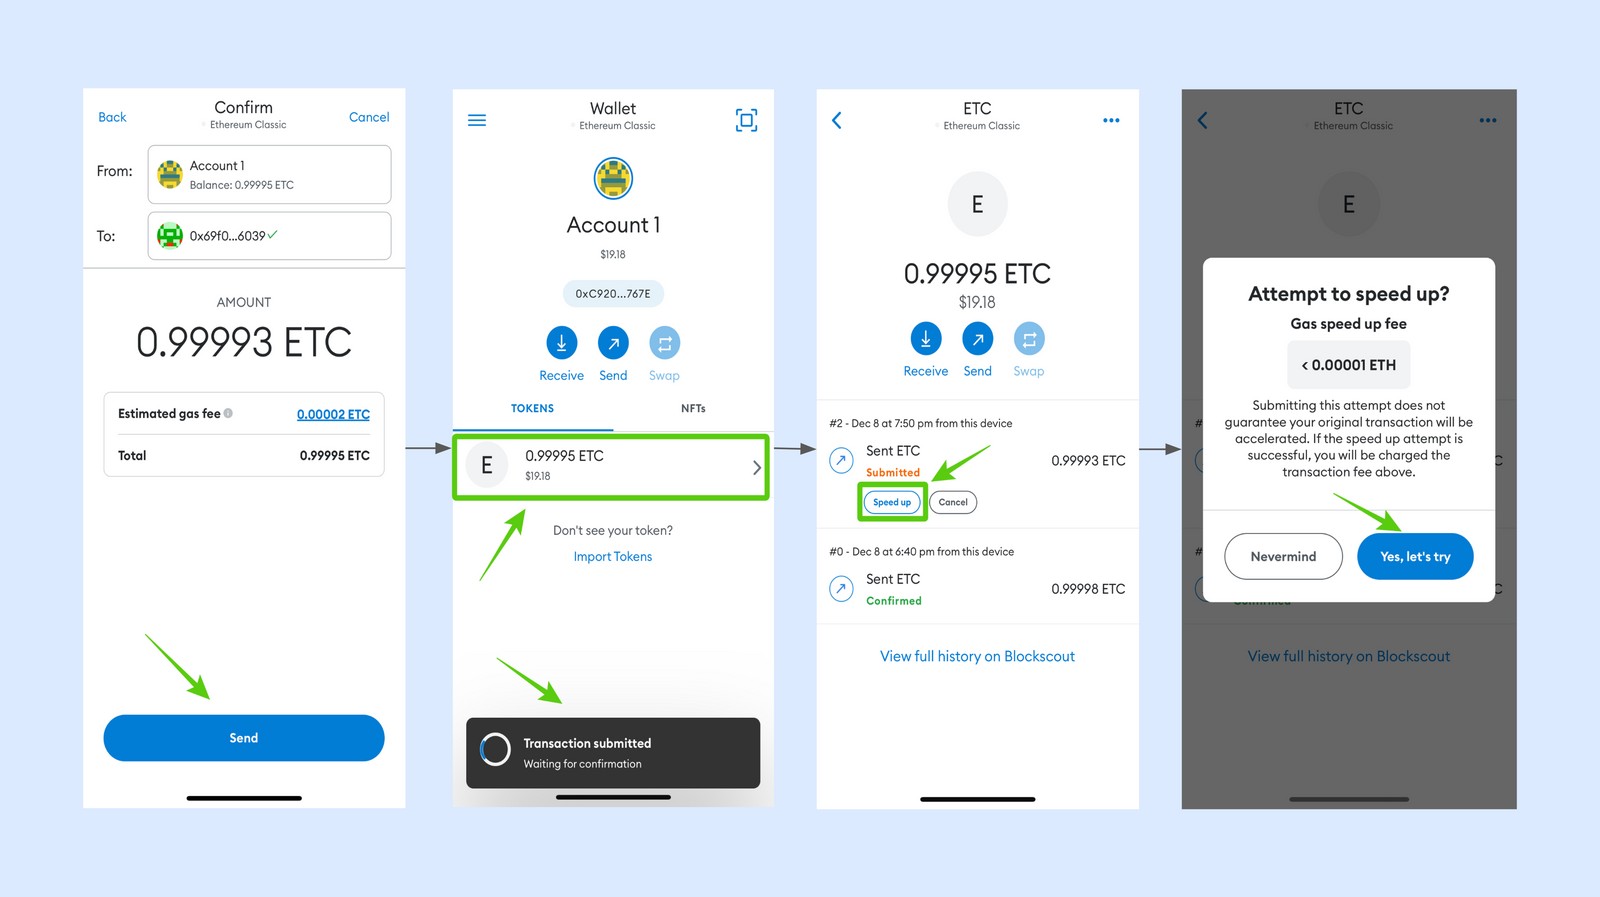 Back
Confirm
Ethereum Classic
Cancel
From:
Account 1
Balance: 0.99995 ETC
To:
0x69f0...6039
AMOUNT
0.99993 ETC
Estimated gas fee
0.00002 ETC
Total
0.99995 ETC
Send
Wallet
Ethereum Classic
Account 1
$19.18
0xC920...767E
Receive
Send
Swap
TOKENS
NFTs
E
0.99995 ETC
$19.18
Don't see your token?
Import Tokens
Transaction submitted
Waiting for confirmation
ETC
Ethereum Classic
E
0.99995 ETC
$19.18
Receive
Send
Swap
#2 - Dec 8 at 7:50 pm from this device
Sent ETC
Submitted
0.99993 ETC
Speed up
Cancel
#0 - Dec 8 at 6:40 pm from this device
Sent ETC
Confirmed
0.99998 ETC
View full history on Blockscout
ETC
Ethereum Classic
E
Attempt to speed up?
Gas speed up fee
< 0.00001 ETH
Submitting this attempt does not
guarantee your original transaction will be
accelerated. If the speed up attempt is
successful, you will be charged the
transaction fee above.
Nevermind
Yes, let's try
View full history on Blockscout